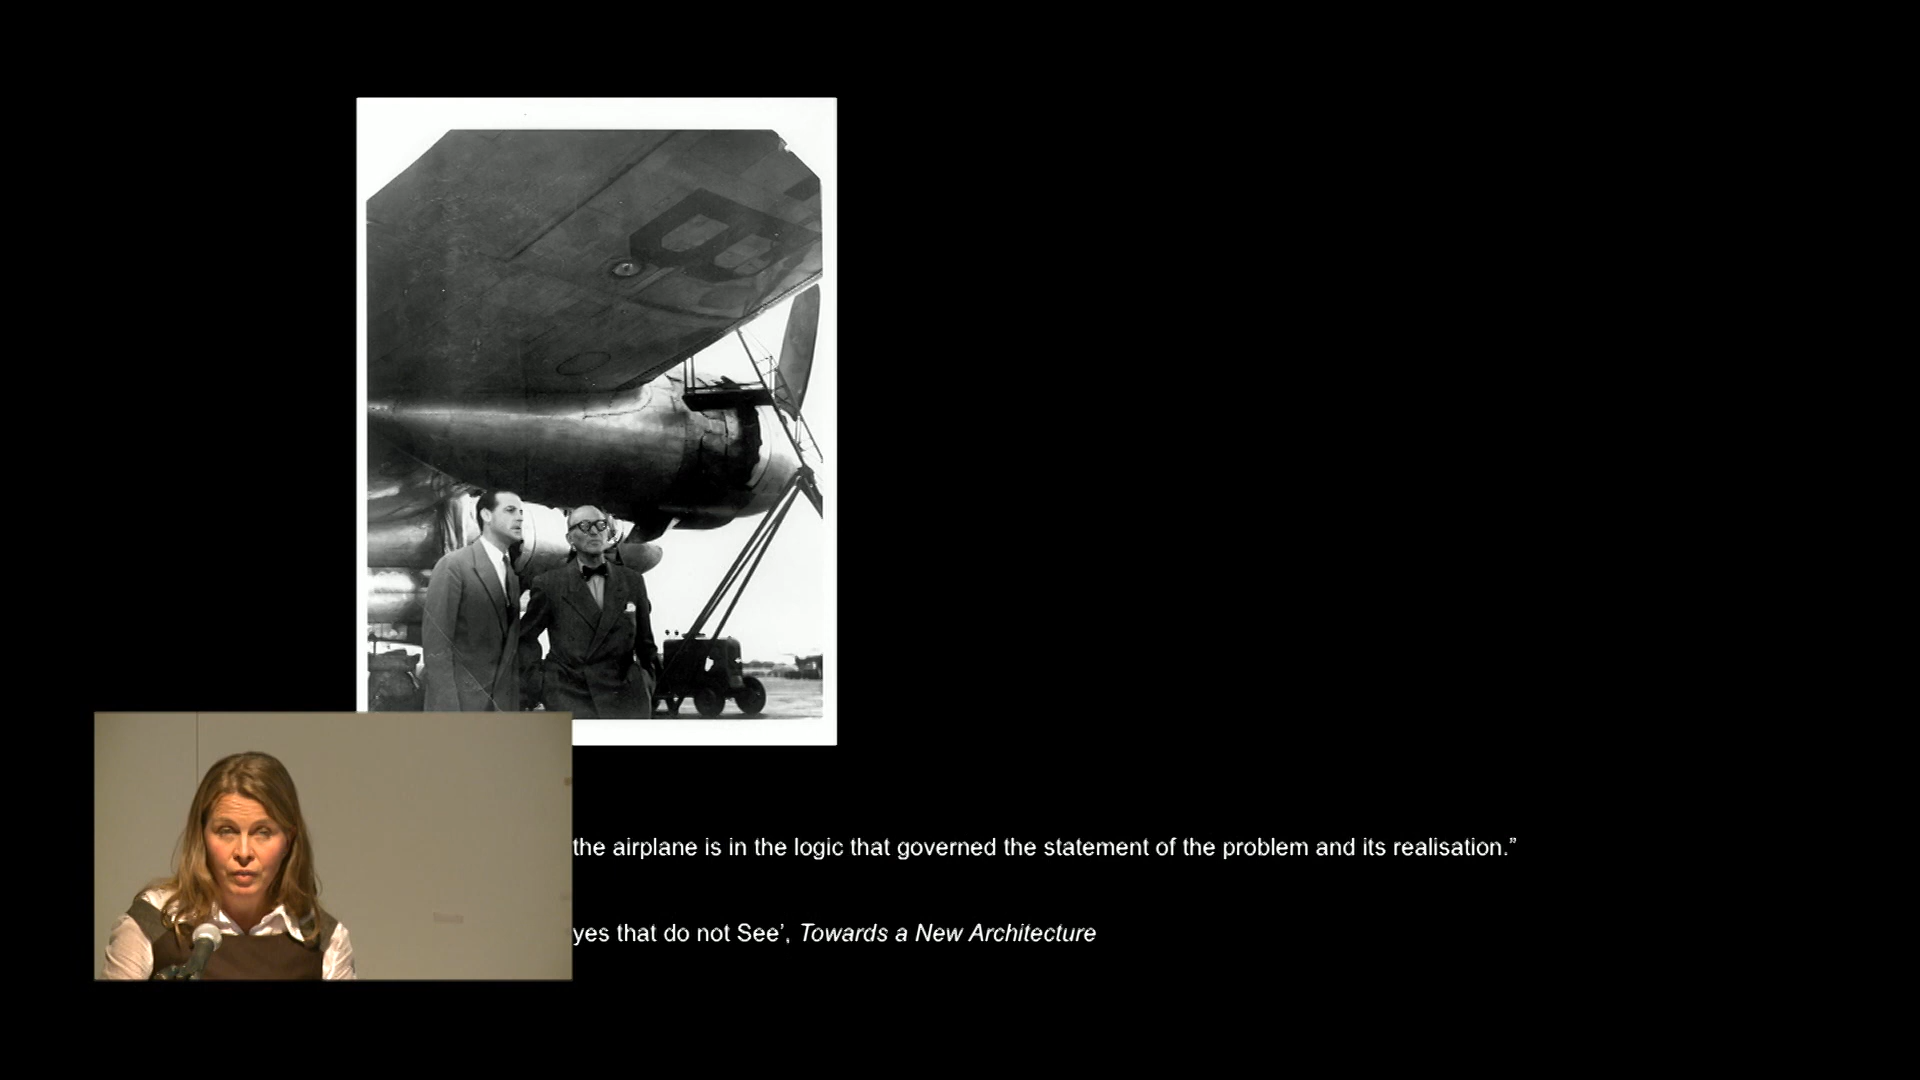 B
the airplane is in the logic that governed the statement of the problem and its realisation.”
yes that do not See’, Towards a New Architecture